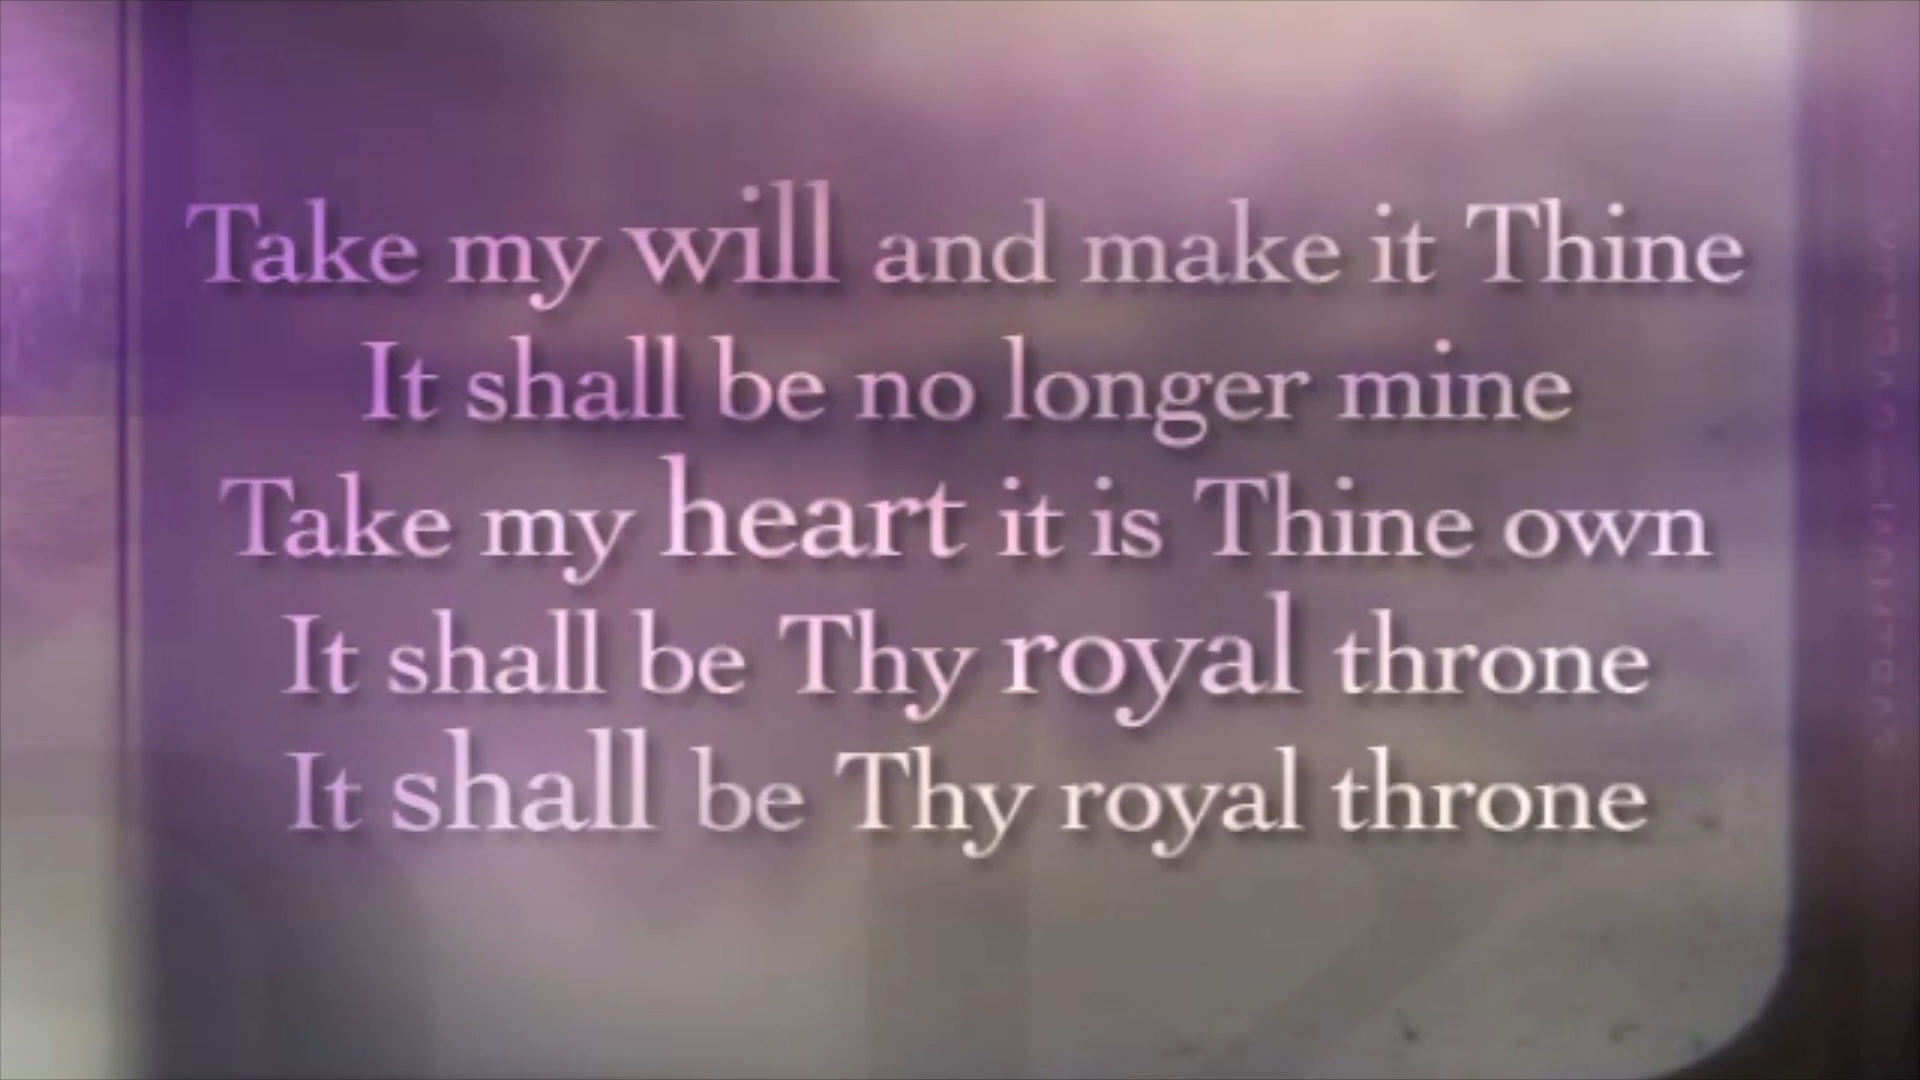 Take my will and make it Thine
It shall be no longer mine
Take my heart it is Thine own
It shall be Thy royal throne
It shall be Thy royal throne